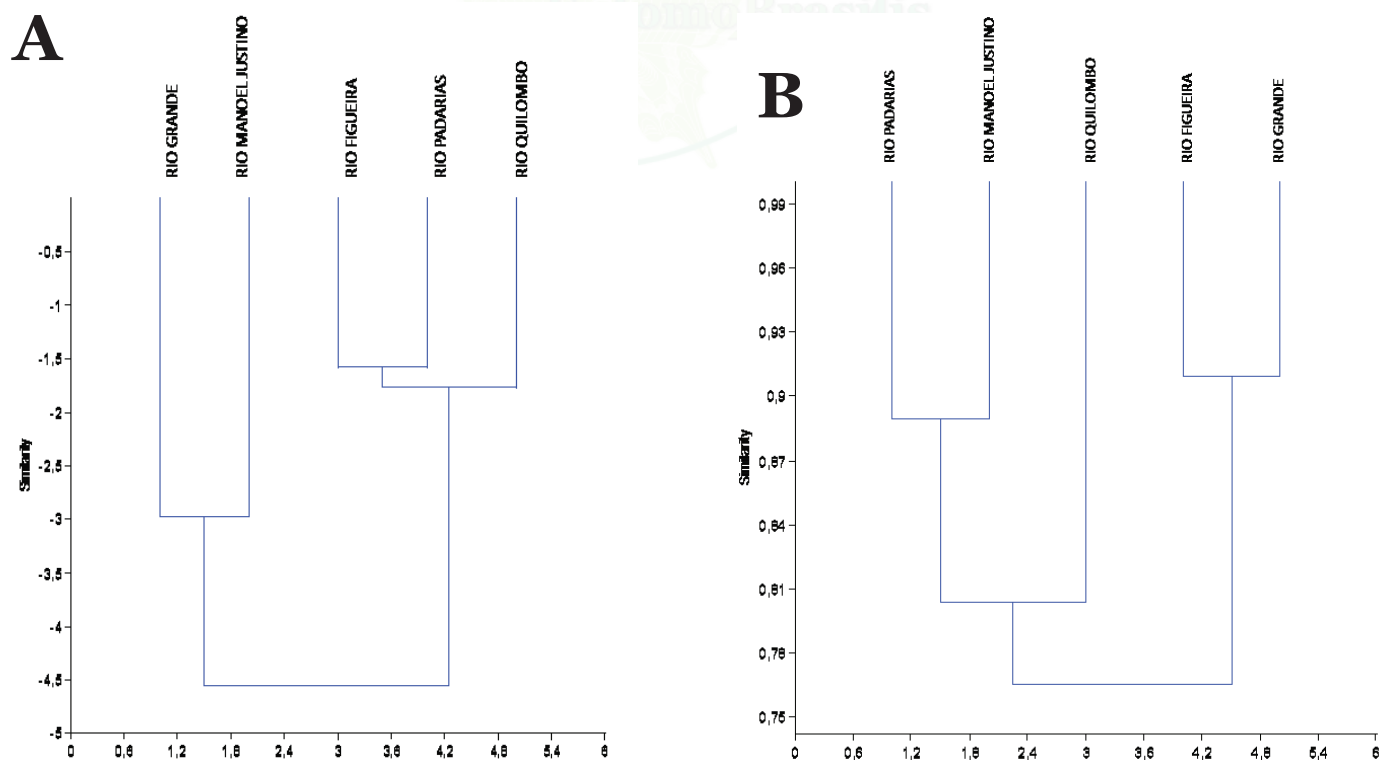 A
RIO GRANDE
RIO MANOEL JUSTINO
RIO FIGUEIRA
RIO PADARIAS
RIO QUILOMBO
-0,5
-1
-1,5
-2
-2,5
-3
-3,5
-4
-4,5
-5
Similarity
0 0,6 1,2 1,8 2,4 3 3,6 4,2 4,8 5,4 6
B
RIO PADARIAS
RIO MANOEL JUSTINO
RIO QUILOMBO
RIO FIGUEIRA
RIO GRANDE
0,99
0,96
0,93
0,9
0,87
0,84
0,81
0,78
0,75
Similarity
0 0,6 1,2 1,8 2,4 3 3,6 4,2 4,8 5,4 6